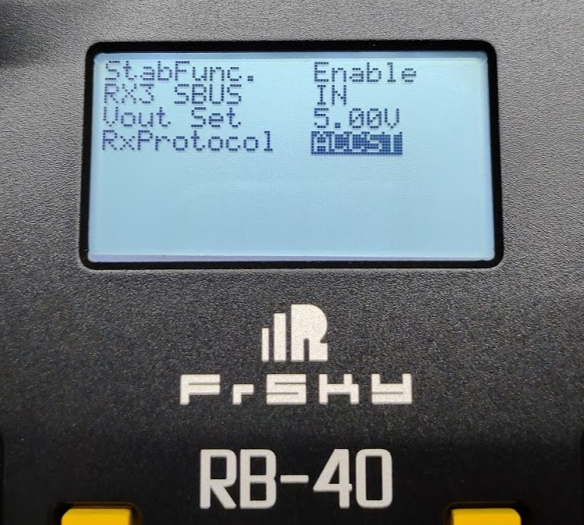 StabFunc. Enable
RX3 SBUS IN
Vout Set 5.00V
RxProtocol ACCST
FrSKY
RB-40